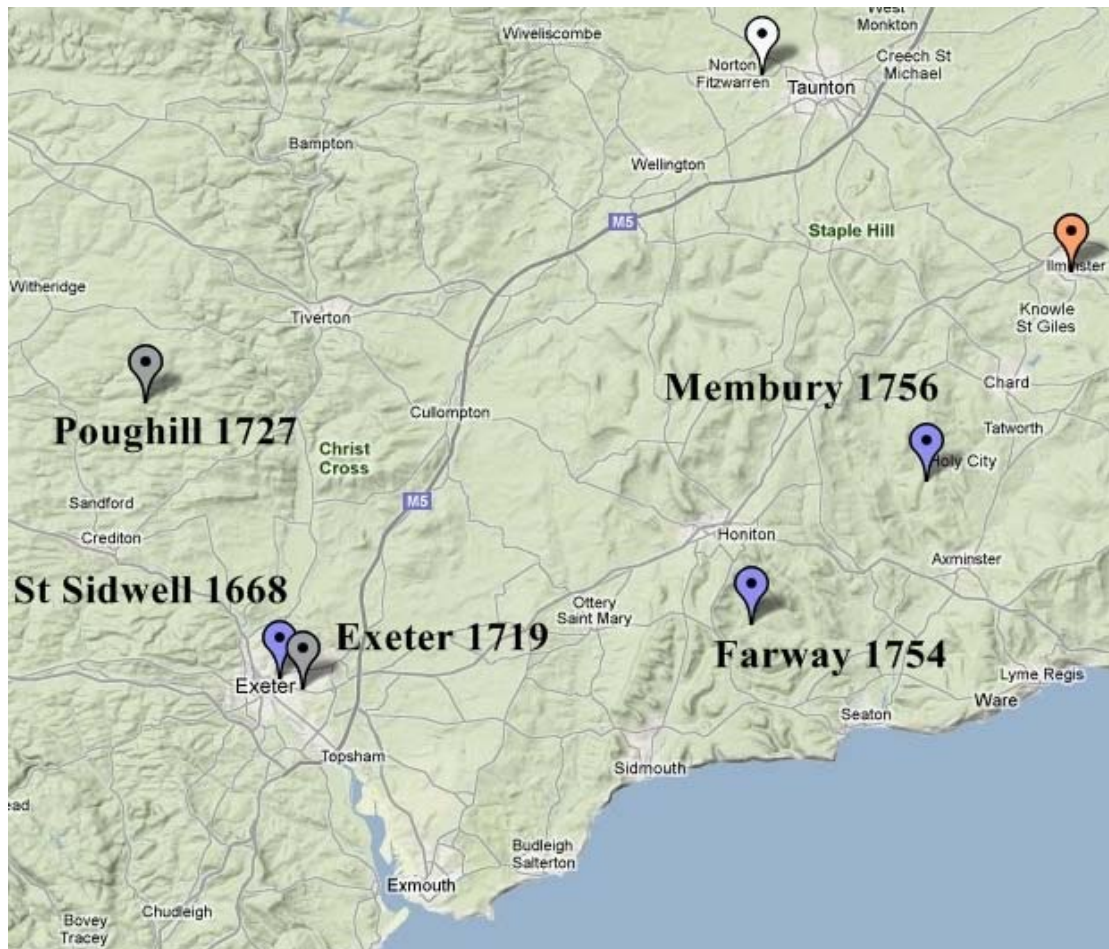 West
Monkton
Wiveliscombe
Creech St
Michael
Norton
Fitzwarren
Taunton
Bampton
Wellington
M5
Staple Hill
Ilminster
Witheridge
Knowle
St Giles
Tiverton
Membury 1756
Chard
Cullompton
Tatworth
Poughhill 1727
Christ
Cross
Holy City
M5
Sandford
Crediton
Honiton
Axminster
St Sidwell 1668
Ottery
Saint Mary
Exeter 1719
Farway 1754
Lyme Regis
Exeter
Ware
Seaton
Topsham
Sidmouth
ead
Budleigh
Salterton
Exmouth
Chudleigh
Bovey
Tracey